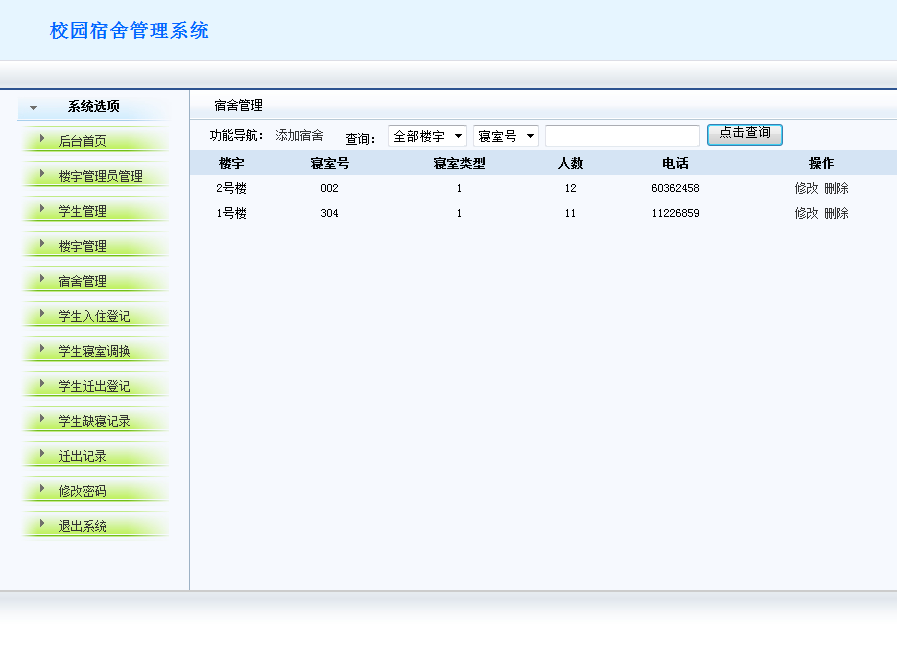 校园宿舍管理系统
系统选项
后台首页
楼宇管理员管理
学生管理
楼宇管理
宿舍管理
学生入住登记
学生寝室调换
学生迁出登记
学生缺寝记录
迁出记录
修改密码
退出系统
宿舍管理
功能导航： 添加宿舍 查询： 全部楼宇 寝室号 点击查询
楼宇 寝室号 寝室类型 人数 电话 操作
2号楼 002 1 12 60362458 修改 删除
1号楼 304 1 11 11226859 修改 删除